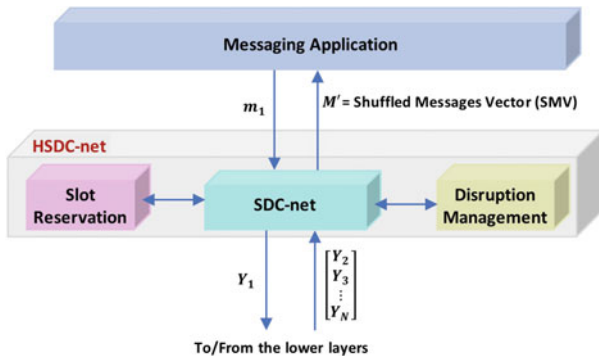 Messaging Application
m₁
M′= Shuffled Messages Vector (SMV)
HSDC-net
Slot
Reservation
SDC-net
Disruption
Management
Y₁
Y₂
Y₃
⋮
Y_N
To/From the lower layers